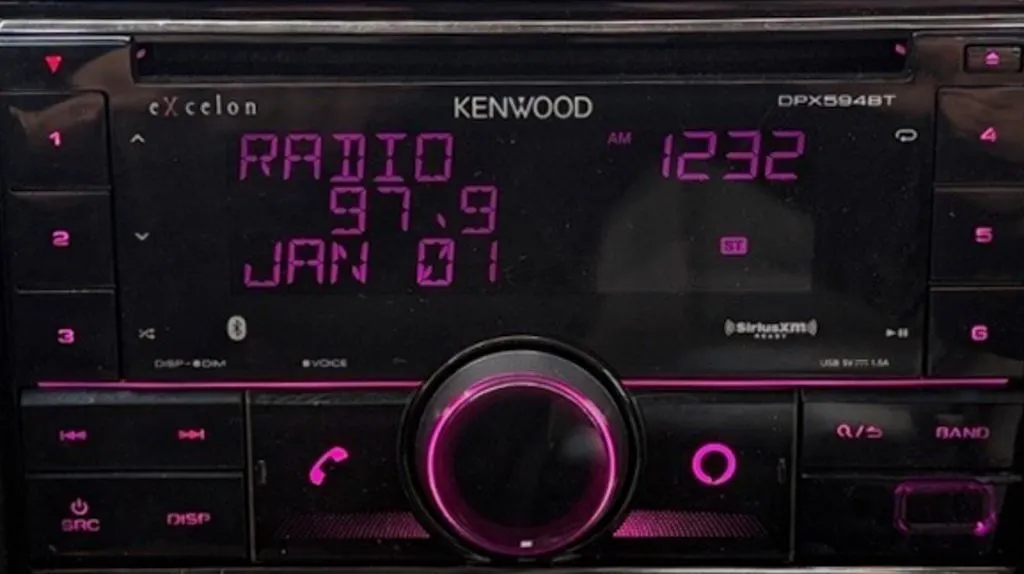 eXcelon KENWOOD DPX594BT
1 RADIO AM 1232 4
97.9
2 ST 5
JAN 01
3 SiriusXM 6
READY
DISP-DIM VOICE USB 5V 1.5A
/ BAND
SRC DISP